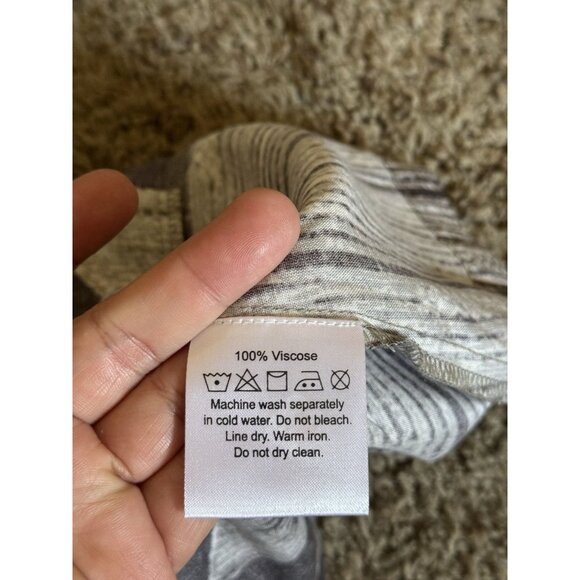 100% Viscose
Machine wash separately
in cold water. Do not bleach.
Line dry. Warm iron.
Do not dry clean.